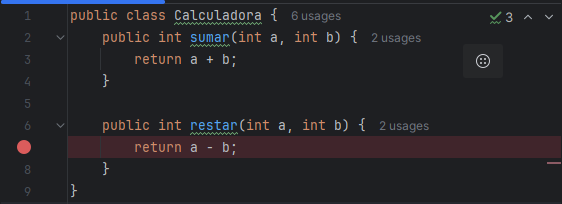 1 public class Calculadora { 6 usages 3
2 public int sumar(int a, int b) { 2 usages
3 return a + b;
4 }
5
6 public int restar(int a, int b) { 2 usages
return a - b;
8 }
9 }